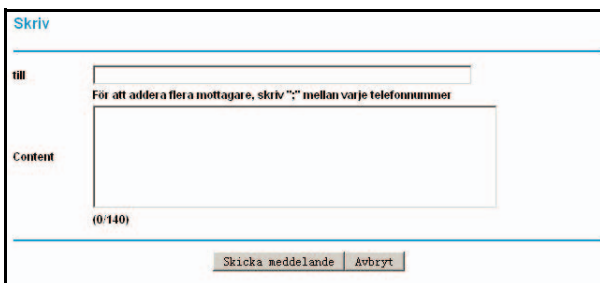 Skriv
till
För att addera flera mottagare, skriv ";" mellan varje telefonnummer
Content
(0/140)
Skicka meddelande Avbryt